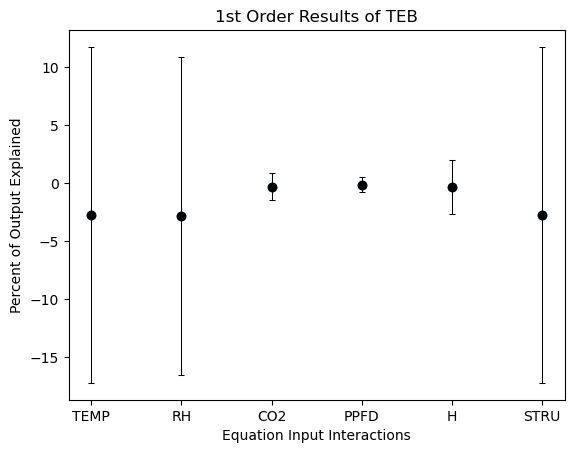 1st Order Results of TEB
Percent of Output Explained
10
5
0
−5
−10
−15
TEMP RH CO2 PPFD H STRU
Equation Input Interactions